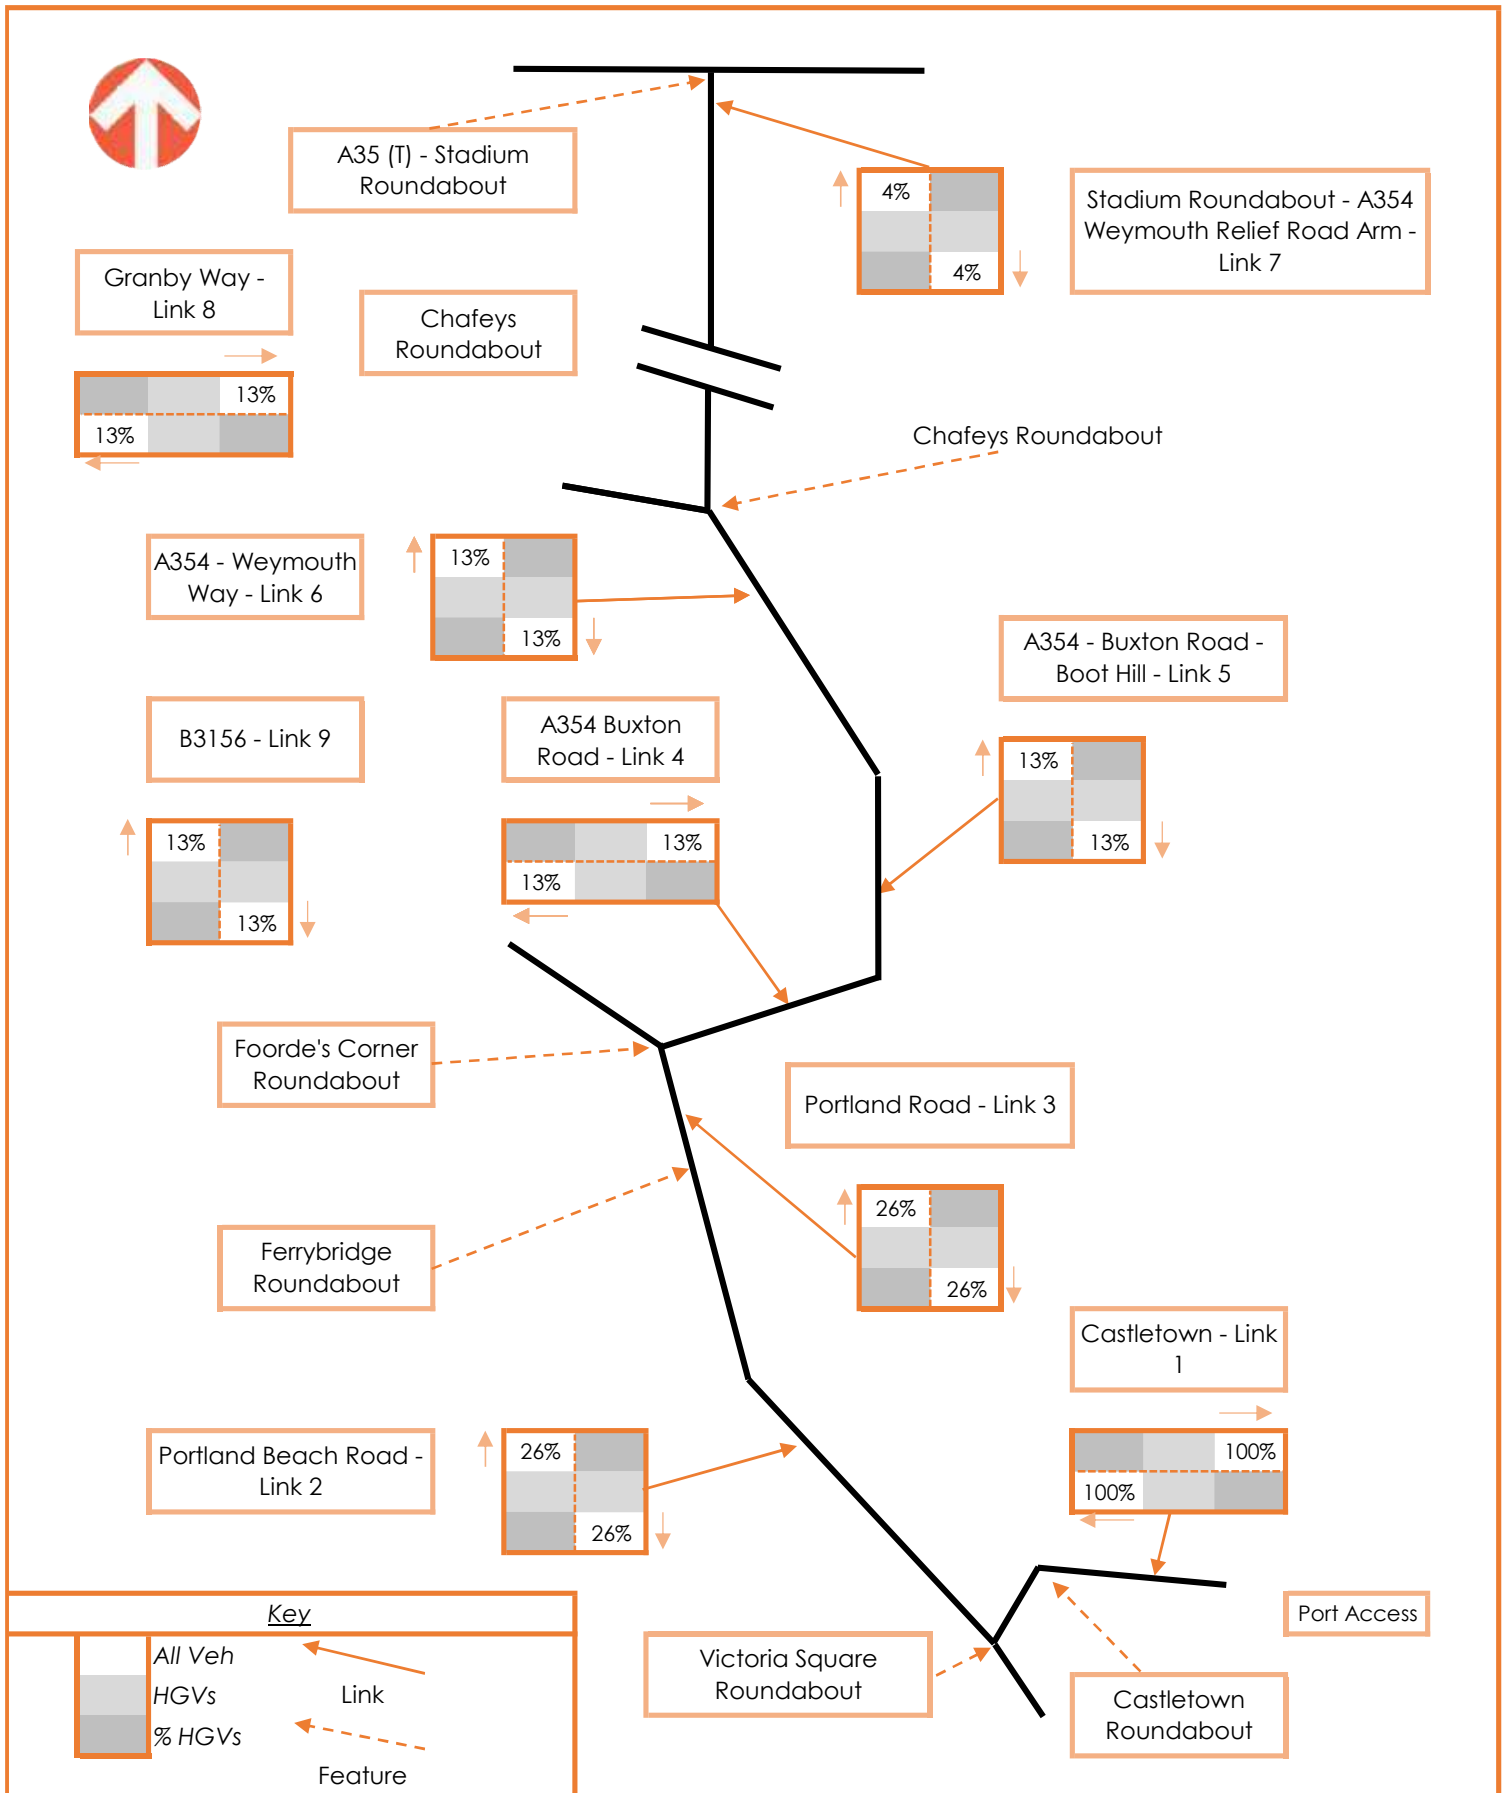 A35 (T) - Stadium
Roundabout
4%
4%
Stadium Roundabout - A354
Weymouth Relief Road Arm -
Link 7
Granby Way -
Link 8
13%
13%
Chafeys
Roundabout
Chafeys Roundabout
A354 - Weymouth
Way - Link 6
13%
13%
A354 - Buxton Road -
Boot Hill - Link 5
13%
13%
B3156 - Link 9
13%
13%
A354 Buxton
Road - Link 4
13%
13%
Foorde's Corner
Roundabout
Portland Road - Link 3
26%
26%
Ferrybridge
Roundabout
Castletown - Link
1
100%
100%
Portland Beach Road -
Link 2
26%
26%
Port Access
Victoria Square
Roundabout
Castletown
Roundabout
Key
All Veh
HGVs
% HGVs
Link
Feature